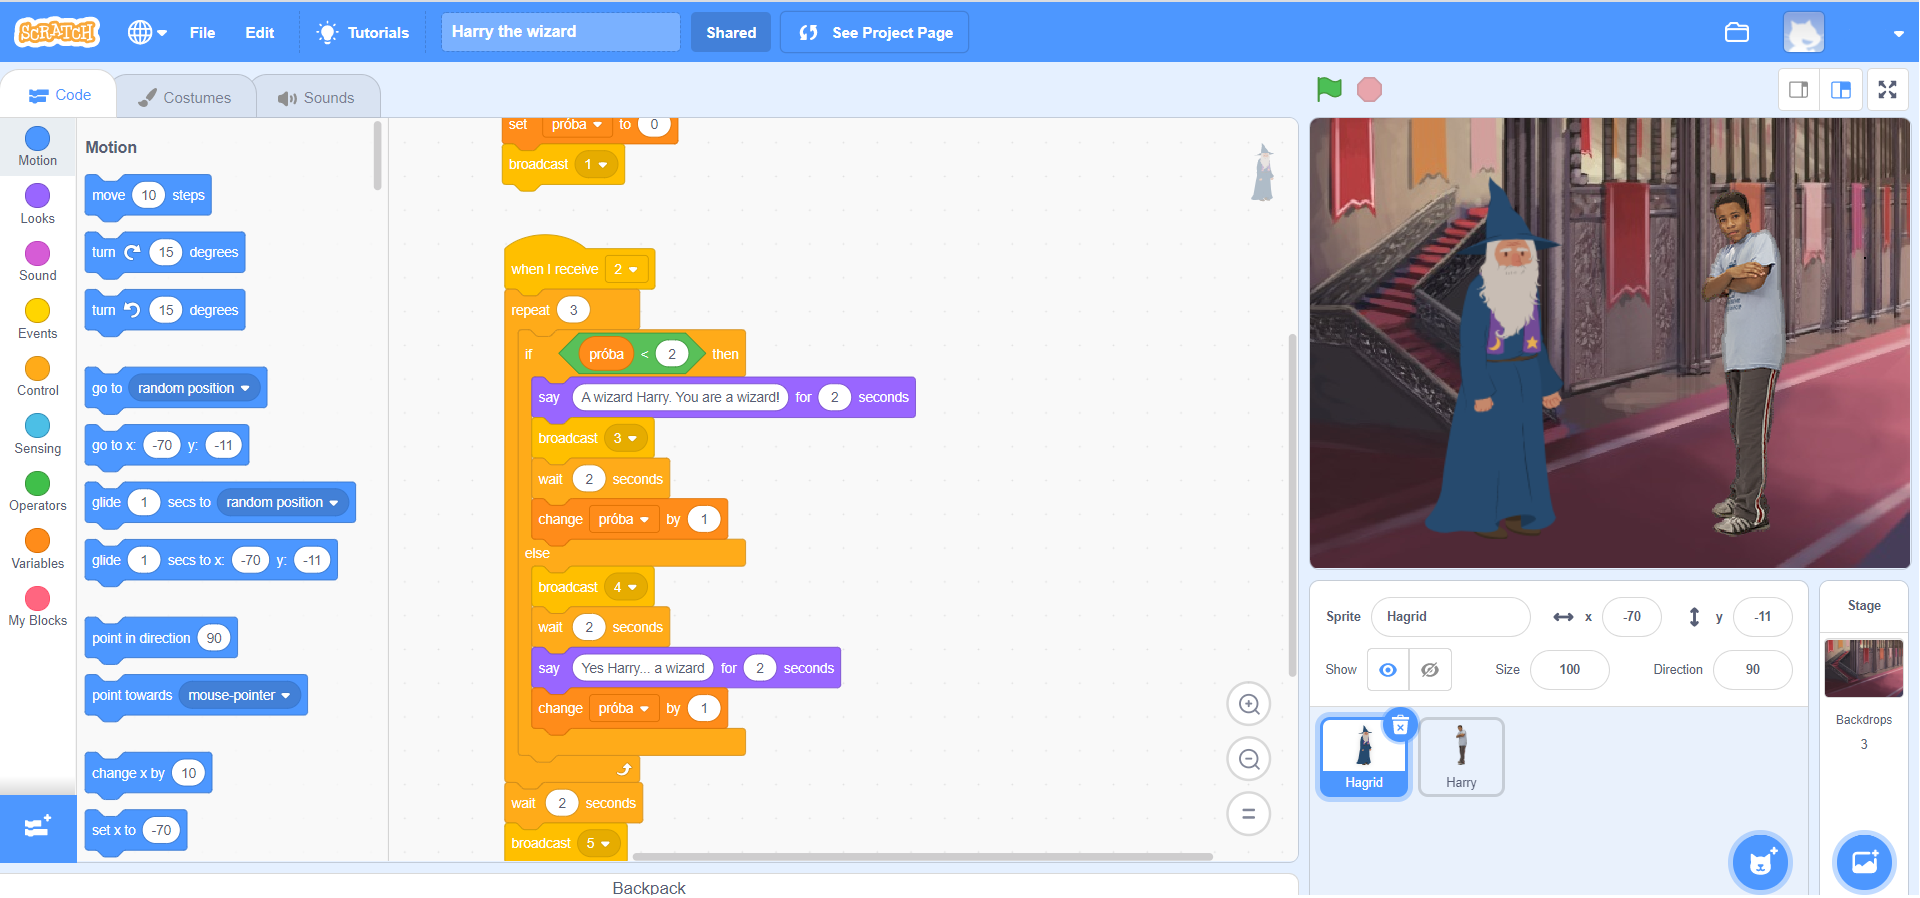 SCRATCH
File
Edit
Tutorials
Harry the wizard
Shared
See Project Page
Code
Costumes
Sounds
Motion
Looks
Sound
Events
Control
Sensing
Operators
Variables
My Blocks
Motion
move 10 steps
turn 15 degrees
turn 15 degrees
go to random position
go to x: -70 y: -11
glide 1 secs to random position
glide 1 secs to x: -70 y: -11
point in direction 90
point towards mouse-pointer
change x by 10
set x to -70
set próba to 0
broadcast 1
when I receive 2
repeat 3
if próba < 2 then
say A wizard Harry. You are a wizard! for 2 seconds
broadcast 3
wait 2 seconds
change próba by 1
else
broadcast 4
wait 2 seconds
say Yes Harry... a wizard for 2 seconds
change próba by 1
wait 2 seconds
broadcast 5
Backpack
Sprite Hagrid x -70 y -11
Show Size 100 Direction 90
Hagrid
Harry
Stage
Backdrops
3